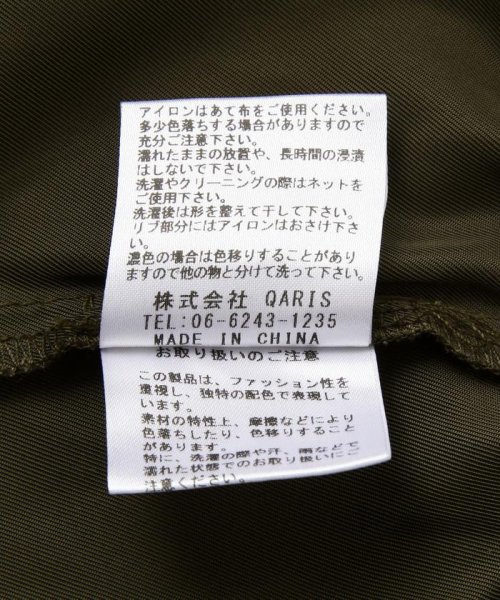 アイロンはあて布をご使用ください。
多少色落ちする場合がありますので
充分ご注意下さい。
濡れたままの放置や、長時間の浸漬
はしないで下さい。
洗濯やクリーニングの際はネットを
ご使用下さい。
洗濯後は形を整えて干して下さい。
リブ部分にはアイロンはおさけ下さ
い。
濃色の場合は色移りすることがあり
ますので他の物と分けて洗って下さい。
株式会社 QARIS
TEL:06-6243-1235
MADE IN CHINA
お取り扱いのご注意
この製品は、ファッション性を
重視し、独特の配色で表現して
います。
素材の特性上、摩擦などにより
色落ちしたり、色移りすること
があります。
特に、洗濯の際や汗、雨などで
濡れた状態でのお取り扱いにご
注意ください。